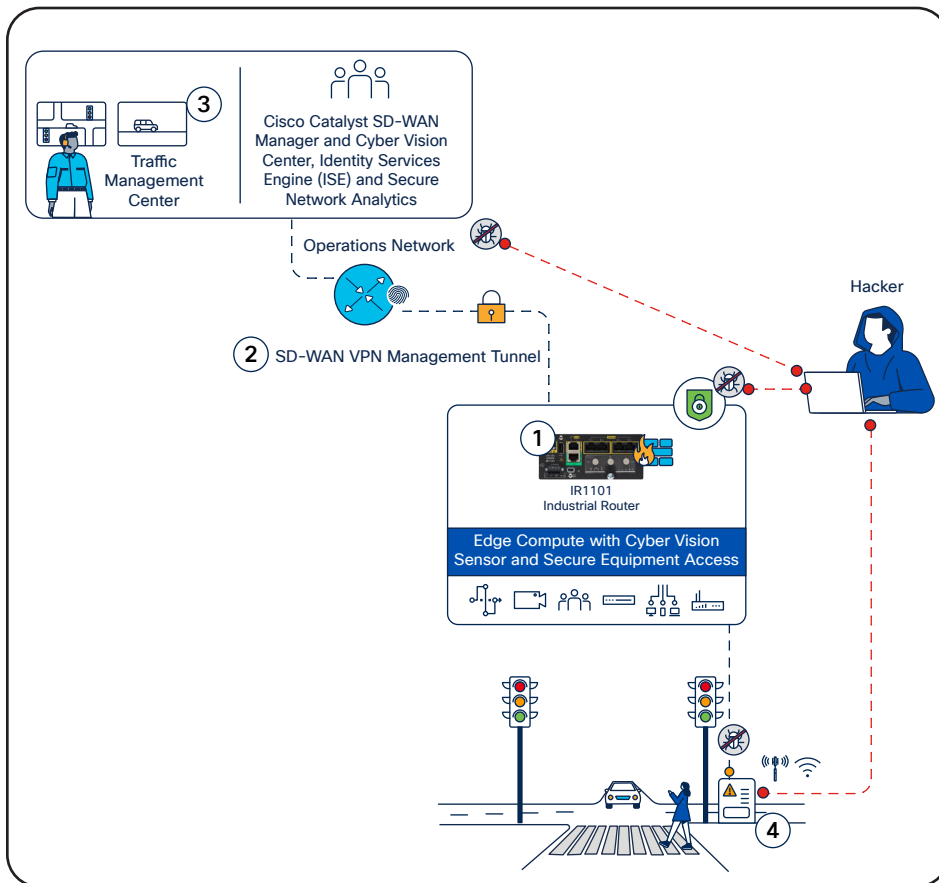 3
Traffic
Management
Center
Cisco Catalyst SD-WAN
Manager and Cyber Vision
Center, Identity Services
Engine (ISE) and Secure
Network Analytics
Operations Network
Hacker
2 SD-WAN VPN Management Tunnel
1
IR1101
Industrial Router
Edge Compute with Cyber Vision
Sensor and Secure Equipment Access
4